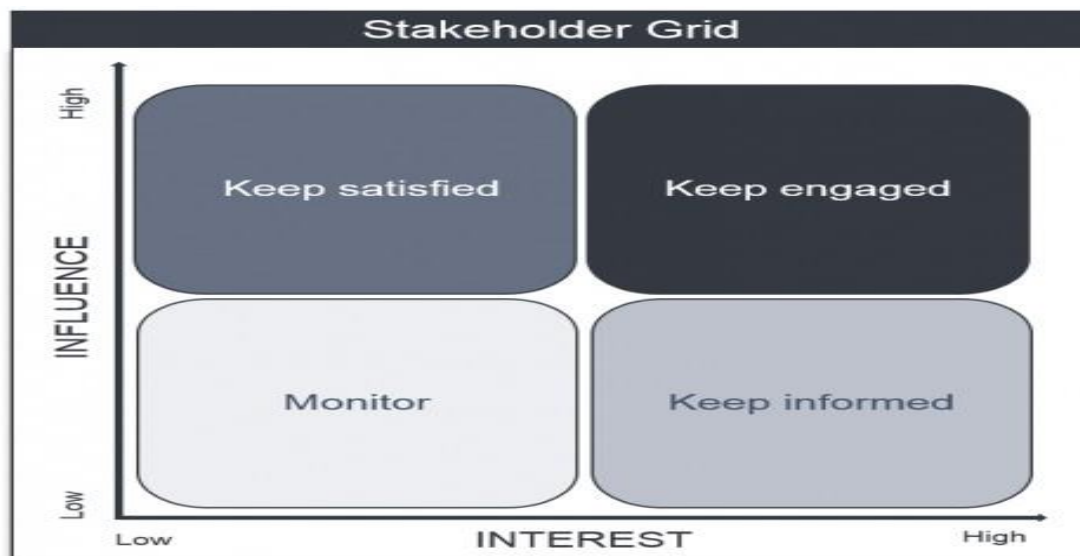 Stakeholder Grid
High
Keep satisfied
Keep engaged
INFLUENCE
Monitor
Keep informed
Low
Low
INTEREST
High